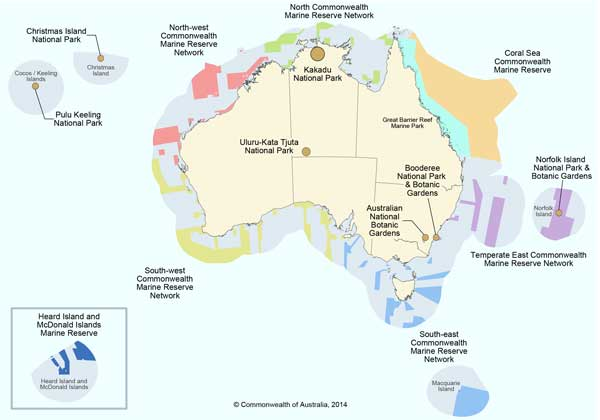 North Commonwealth
Marine Reserve Network
North-west
Commonwealth
Marine Reserve
Network
Christmas Island
National Park
Christmas
Island
Cocos / Keeling
Islands
Pulu Keeling
National Park
Kakadu
National Park
Coral Sea
Commonwealth
Marine Reserve
Great Barrier Reef
Marine Park
Uluru-Kata Tjuta
National Park
Booderee
National Park
& Botanic
Gardens
Norfolk Island
National Park &
Botanic Gardens
Norfolk
Island
Australian
National
Botanic
Gardens
Temperate East Commonwealth
Marine Reserve Network
South-west
Commonwealth
Marine Reserve
Network
Heard Island and
McDonald Islands
Marine Reserve
Heard Island and
McDonald Islands
South-east
Commonwealth
Marine Reserve
Network
Macquarie
Island
© Commonwealth of Australia, 2014